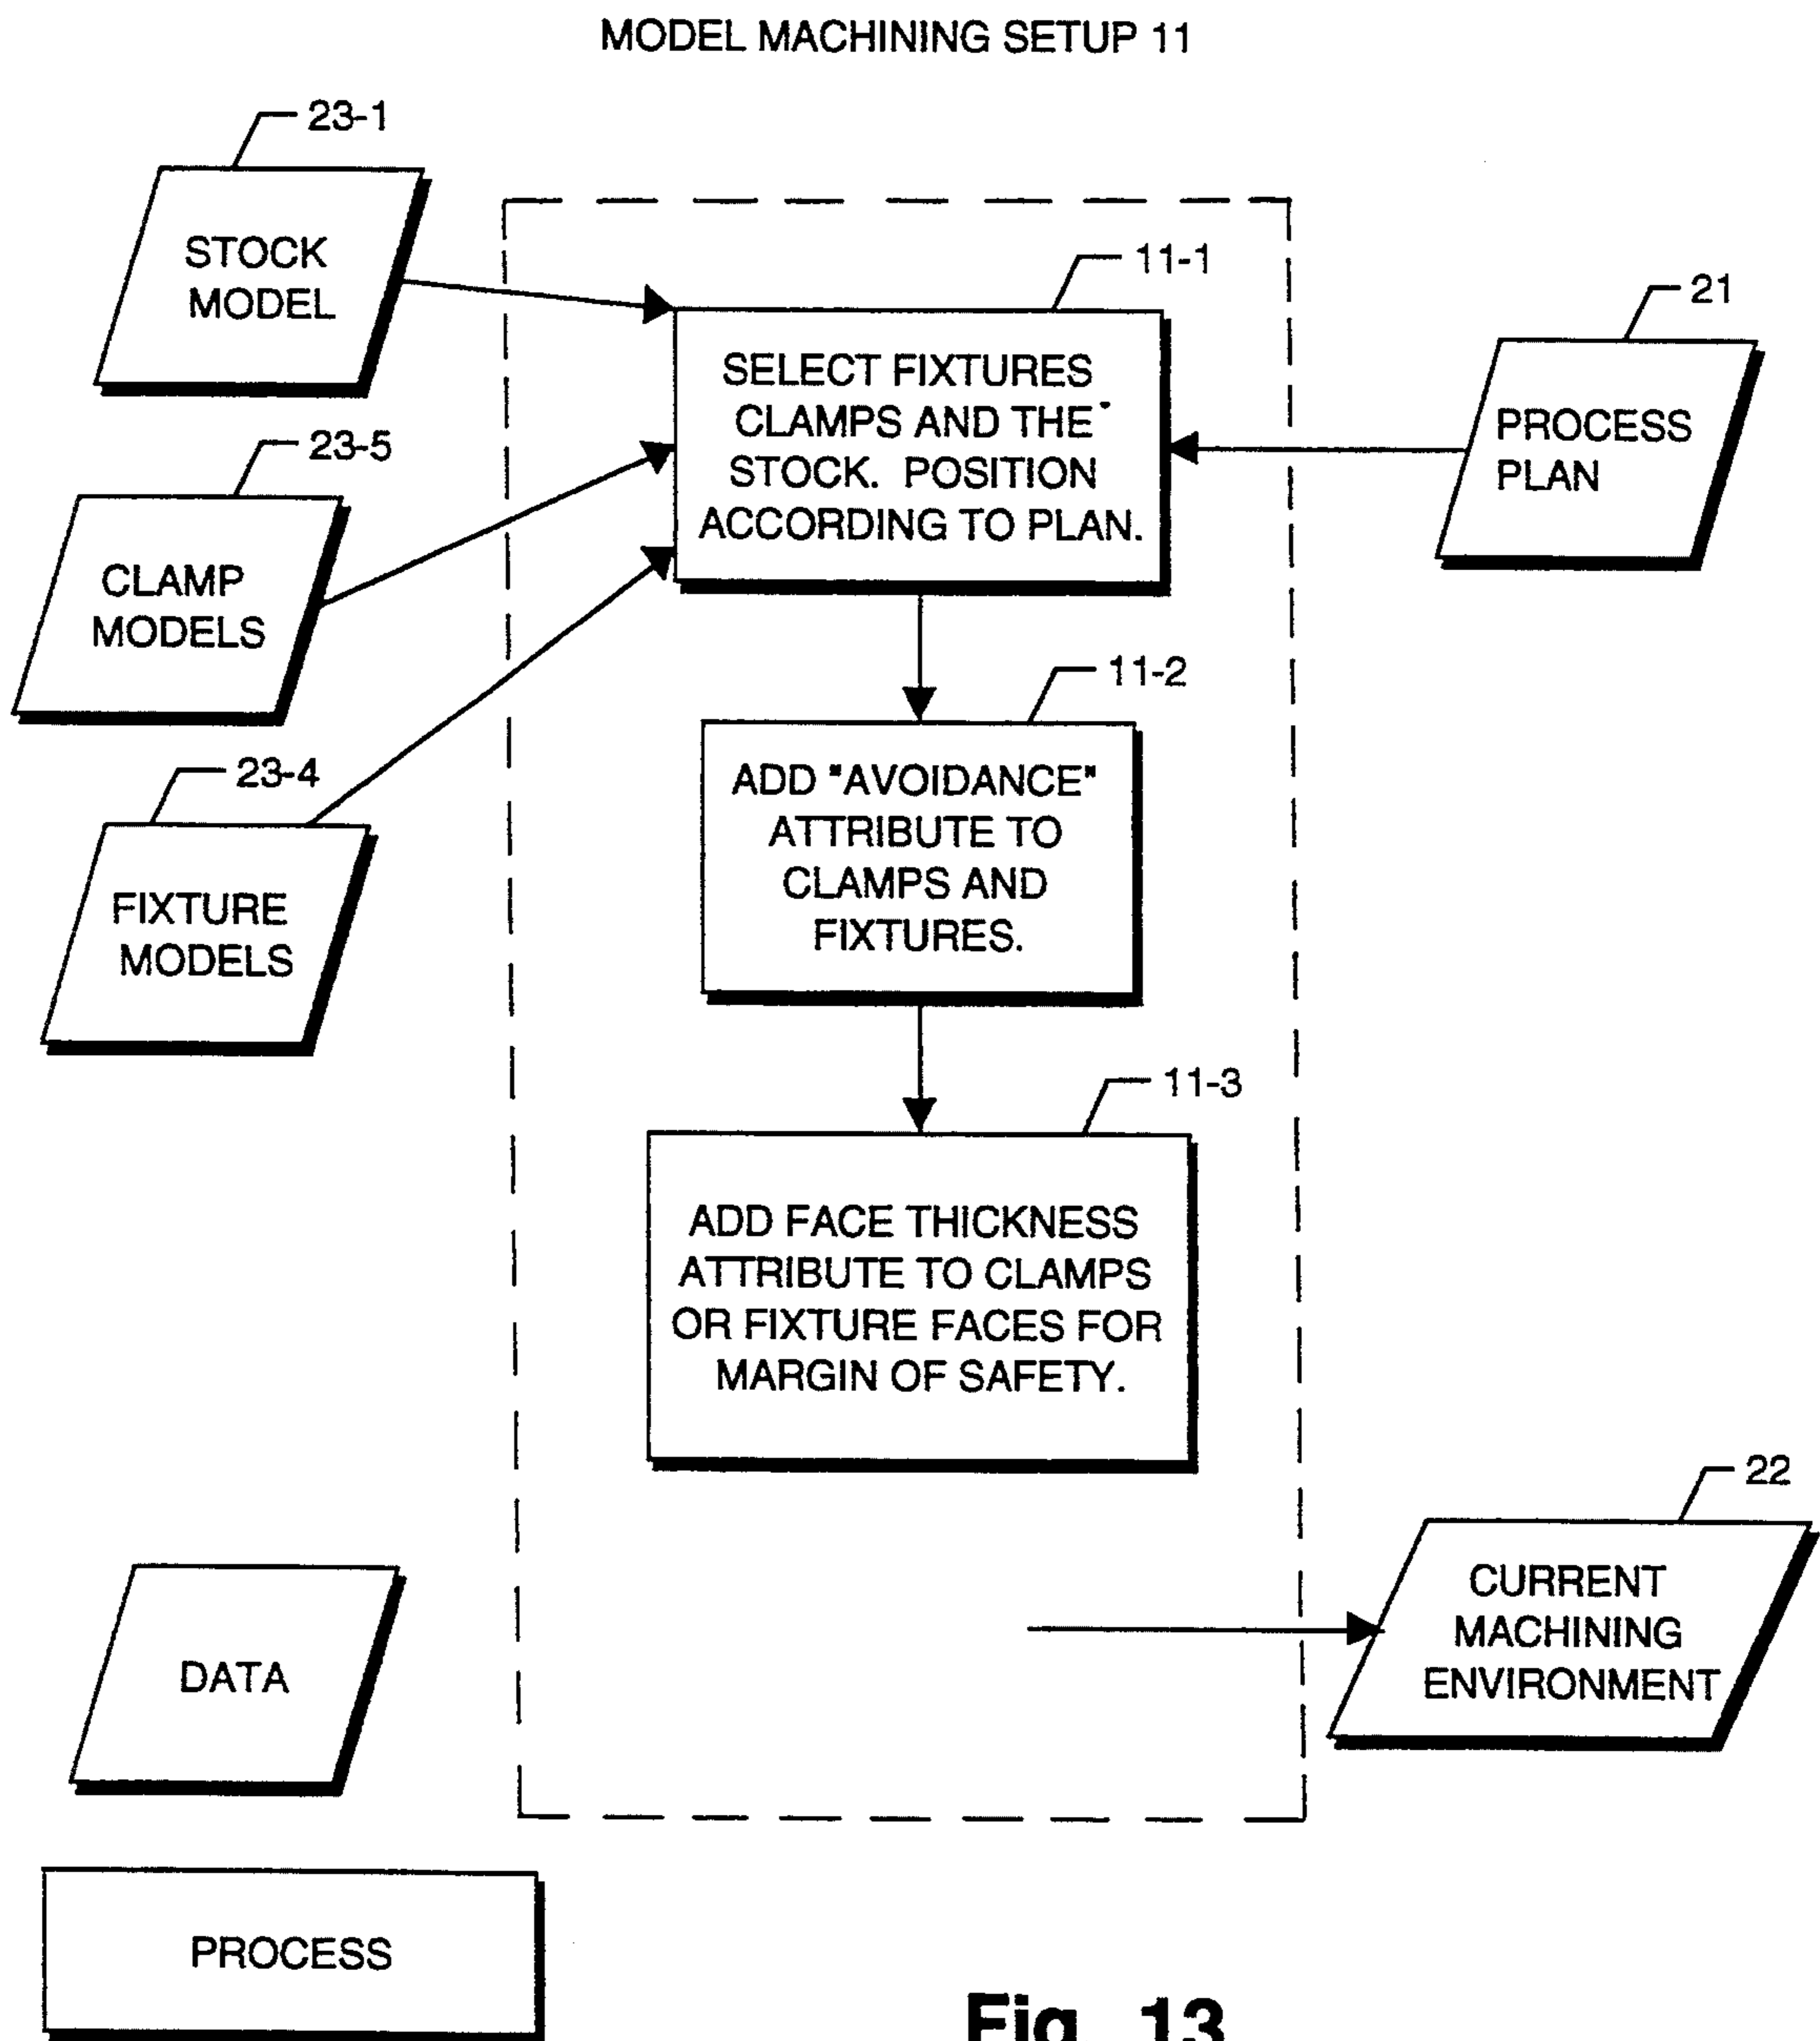 MODEL MACHINING SETUP 11
23-1
STOCK
MODEL
11-1
SELECT FIXTURES
CLAMPS AND THE
STOCK. POSITION
ACCORDING TO PLAN.
21
PROCESS
PLAN
23-5
CLAMP
MODELS
11-2
ADD "AVOIDANCE"
ATTRIBUTE TO
CLAMPS AND
FIXTURES.
23-4
FIXTURE
MODELS
11-3
ADD FACE THICKNESS
ATTRIBUTE TO CLAMPS
OR FIXTURE FACES FOR
MARGIN OF SAFETY.
22
CURRENT
MACHINING
ENVIRONMENT
DATA
PROCESS
Fig. 13